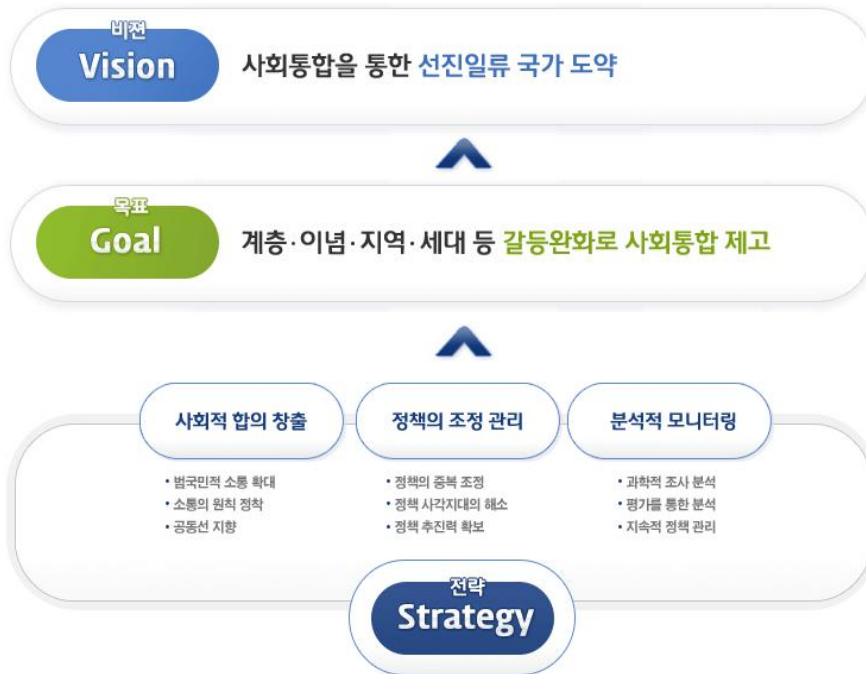 비젼
Vision
사회통합을 통한 선진일류 국가 도약
목표
Goal
계층·이념·지역·세대 등 갈등완화로 사회통합 제고
사회적 합의 창출
• 범국민적 소통 확대
• 소통의 원칙 정착
• 공동선 지향
정책의 조정 관리
• 정책의 중복 조정
• 정책 사각지대의 해소
• 정책 추진력 확보
분석적 모니터링
• 과학적 조사 분석
• 평가를 통한 분석
• 지속적 정책 관리
전략
Strategy